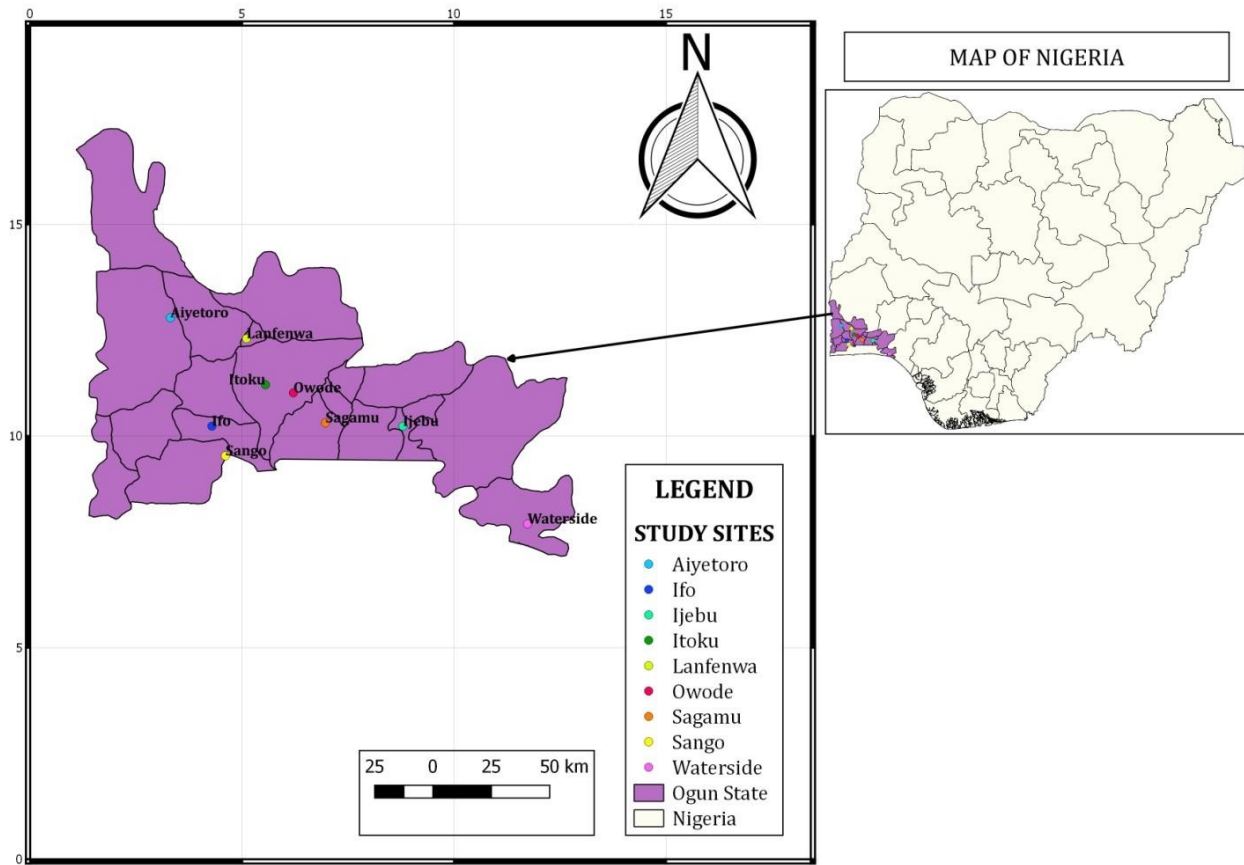 0
5
10
15
N
MAP OF NIGERIA
15
Aiyetoro
Lanfenwa
Itoku
Owode
Ifo
Sagamu
Ijebu
10
Sango
Waterside
5
0
25 0 25 50 km
LEGEND
STUDY SITES
Aiyetoro
Ifo
Ijebu
Itoku
Lanfenwa
Owode
Sagamu
Sango
Waterside
Ogun State
Nigeria